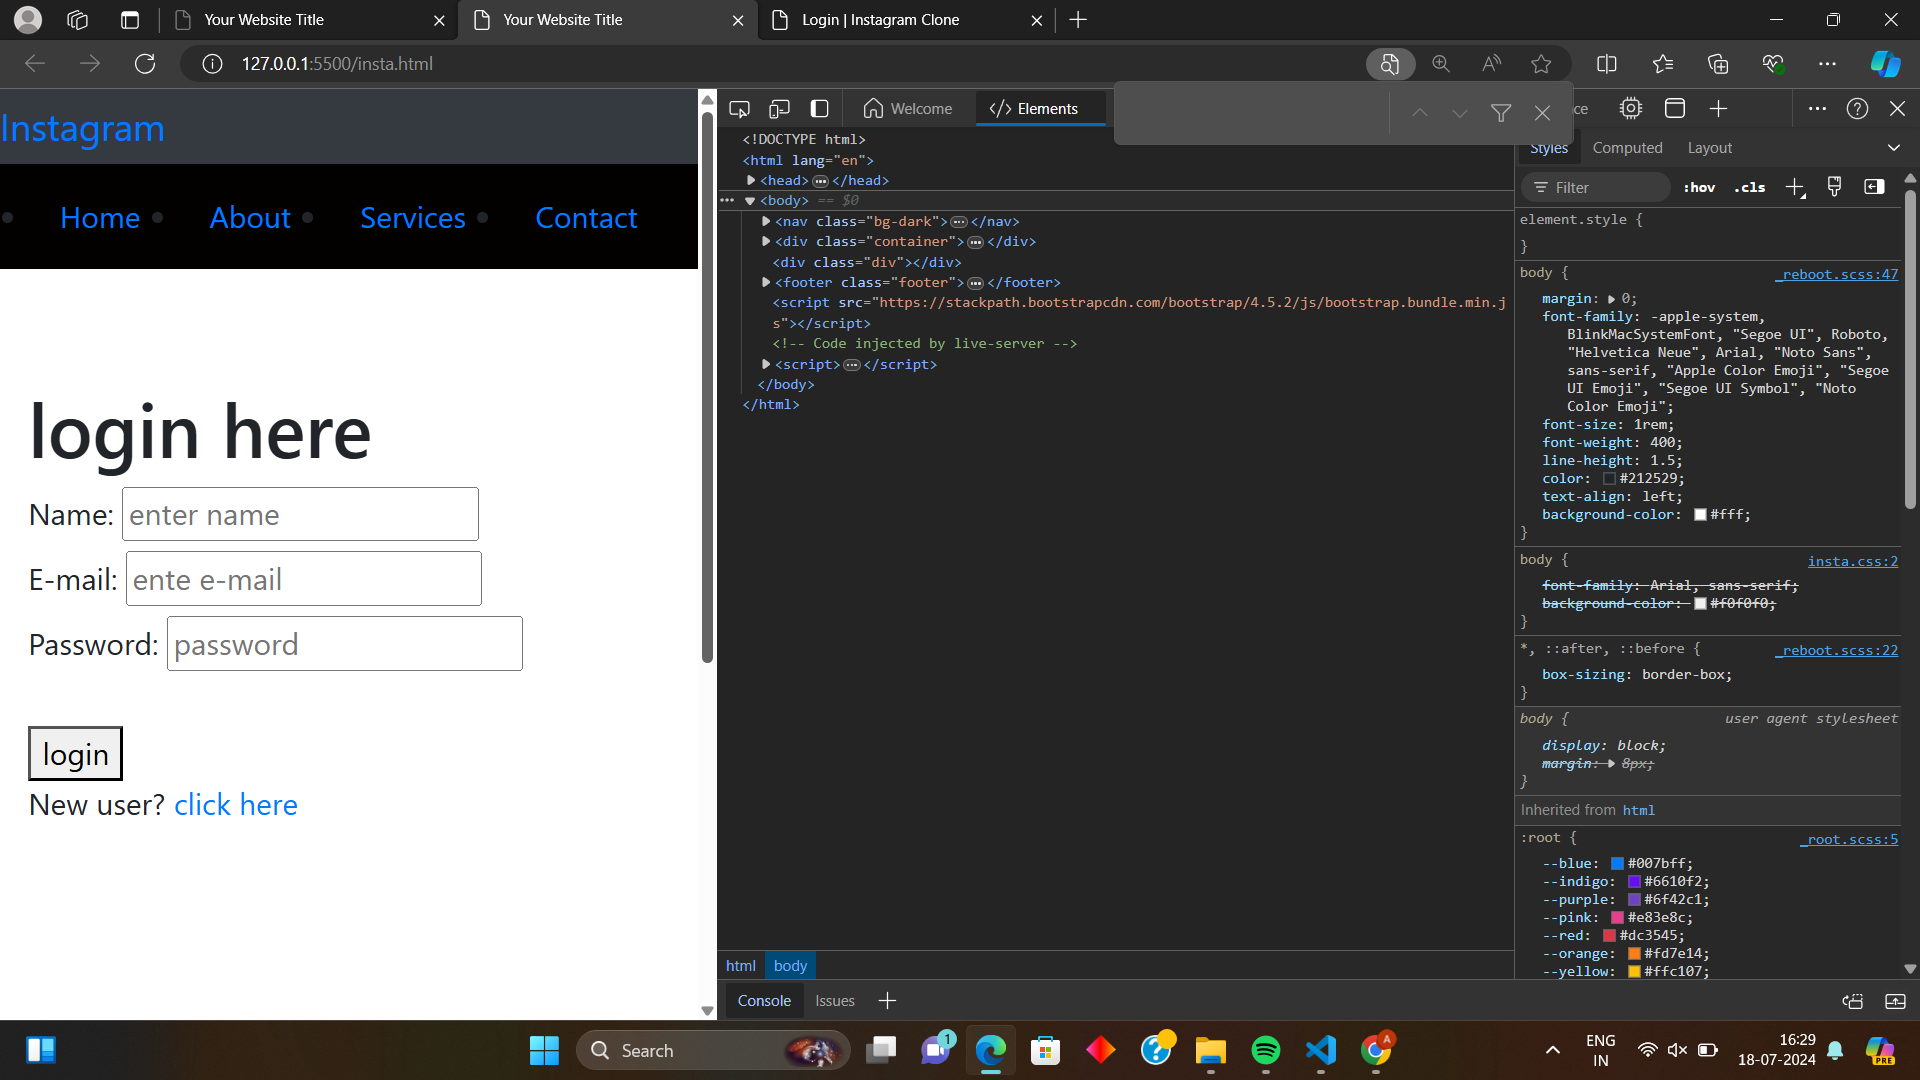 Your Website Title
Your Website Title
Login | Instagram Clone
127.0.0.1:5500/insta.html
Instagram
Home
About
Services
Contact
login here
Name: enter name
E-mail: ente e-mail
Password: password
login
New user? click here
Welcome
</> Elements
ce
<!DOCTYPE html>
<html lang="en">
<head> ••• </head>
••• <body> == $0
<nav class="bg-dark"> ••• </nav>
<div class="container"> ••• </div>
<div class="div"></div>
<footer class="footer"> ••• </footer>
<script src="https://stackpath.bootstrapcdn.com/bootstrap/4.5.2/js/bootstrap.bundle.min.j
s"></script>
<!-- Code injected by live-server -->
<script> ••• </script>
</body>
</html>
html body
Console
Issues
Styles
Computed
Layout
Filter
:hov
.cls
element.style {
}
body {
_reboot.scss:47
margin: 0;
font-family: -apple-system,
BlinkMacSystemFont, "Segoe UI", Roboto,
"Helvetica Neue", Arial, "Noto Sans",
sans-serif, "Apple Color Emoji", "Segoe
UI Emoji", "Segoe UI Symbol", "Noto
Color Emoji";
font-size: 1rem;
font-weight: 400;
line-height: 1.5;
color: #212529;
text-align: left;
background-color: #fff;
}
body {
insta.css:2
font-family: Arial, sans-serif;
background-color: #f0f0f0;
}
*, ::after, ::before {
_reboot.scss:22
box-sizing: border-box;
}
body {
user agent stylesheet
display: block;
margin: 8px;
}
Inherited from html
:root {
_root.scss:5
--blue: #007bff;
--indigo: #6610f2;
--purple: #6f42c1;
--pink: #e83e8c;
--red: #dc3545;
--orange: #fd7e14;
--yellow: #ffc107;
Search
1
A
ENG
IN
16:29
18-07-2024
PRE